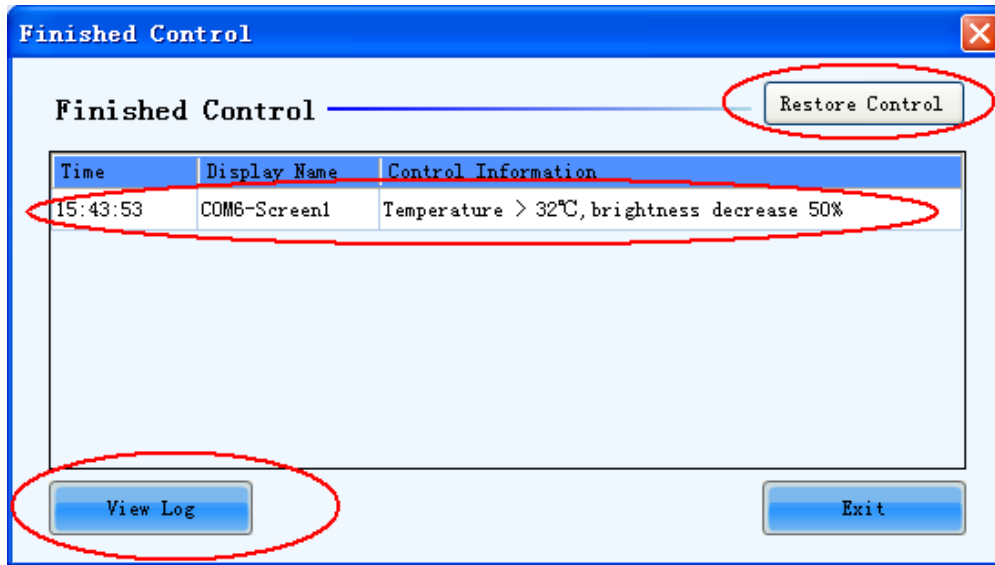 Finished Control
Finished Control
Restore Control
Time Display Name Control Information
15:43:53 COM6-Screen1 Temperature > 32℃,brightness decrease 50%
View Log Exit